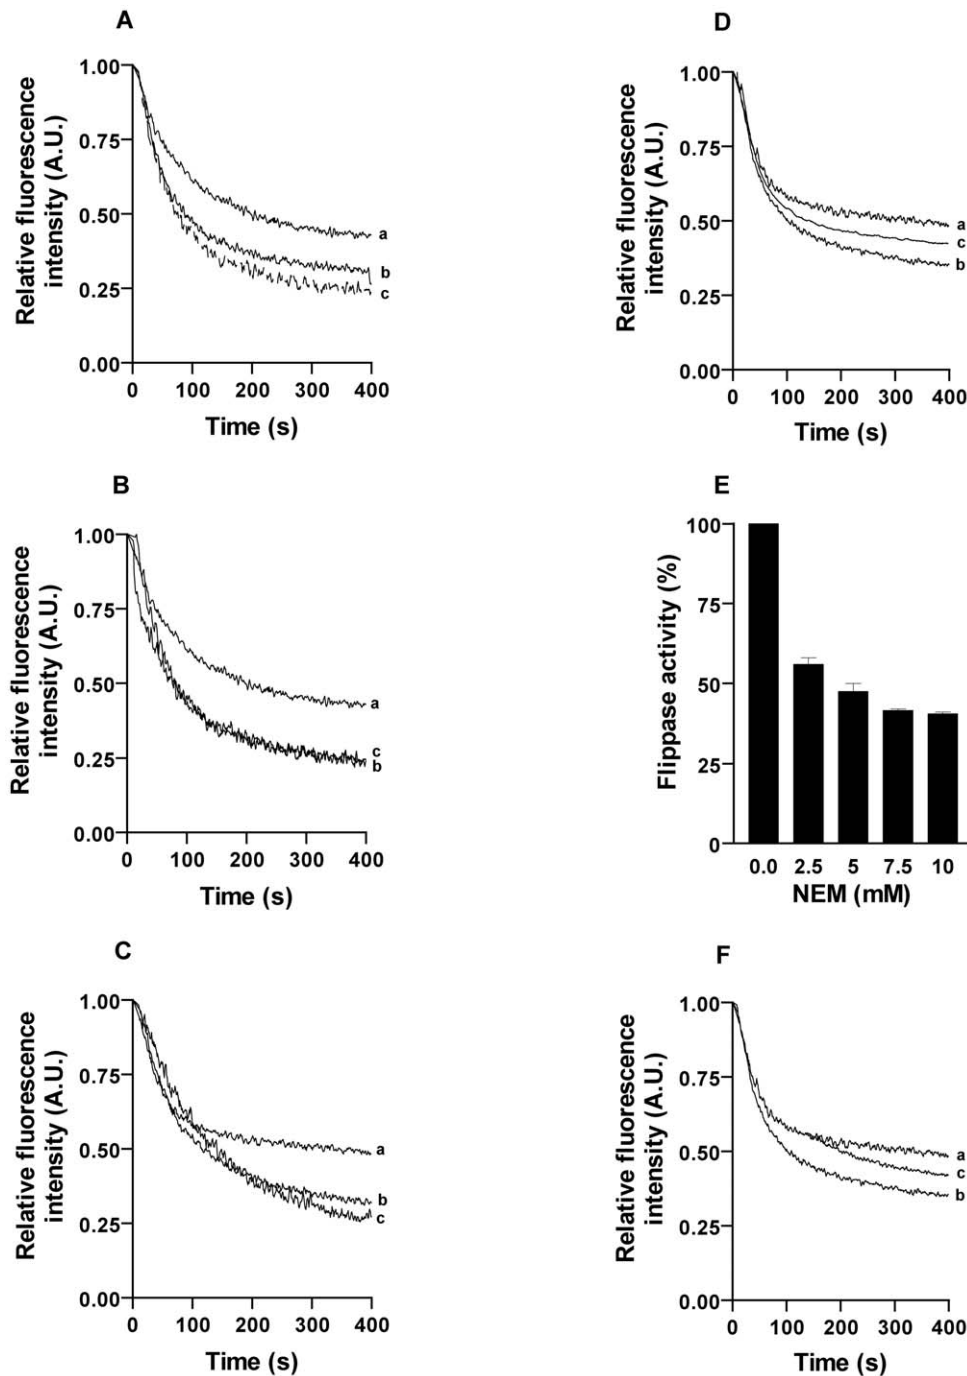 A
Relative fluorescence
intensity (A.U.)
1.00
0.75
0.50
0.25
0.00
a
b
c
0 100 200 300 400
Time (s)
B
Relative fluorescence
intensity (A.U.)
1.00
0.75
0.50
0.25
0.00
a
c
b
0 100 200 300 400
Time (s)
C
Relative fluorescence
intensity (A.U.)
1.00
0.75
0.50
0.25
0.00
a
b
c
0 100 200 300 400
Time (s)
D
Relative fluorescence
intensity (A.U.)
1.00
0.75
0.50
0.25
0.00
a
c
b
0 100 200 300 400
Time (s)
E
Flippase activity (%)
100
75
50
25
0
0.0 2.5 5 7.5 10
NEM (mM)
F
Relative fluorescence
intensity (A.U.)
1.00
0.75
0.50
0.25
0.00
a
c
b
0 100 200 300 400
Time (s)